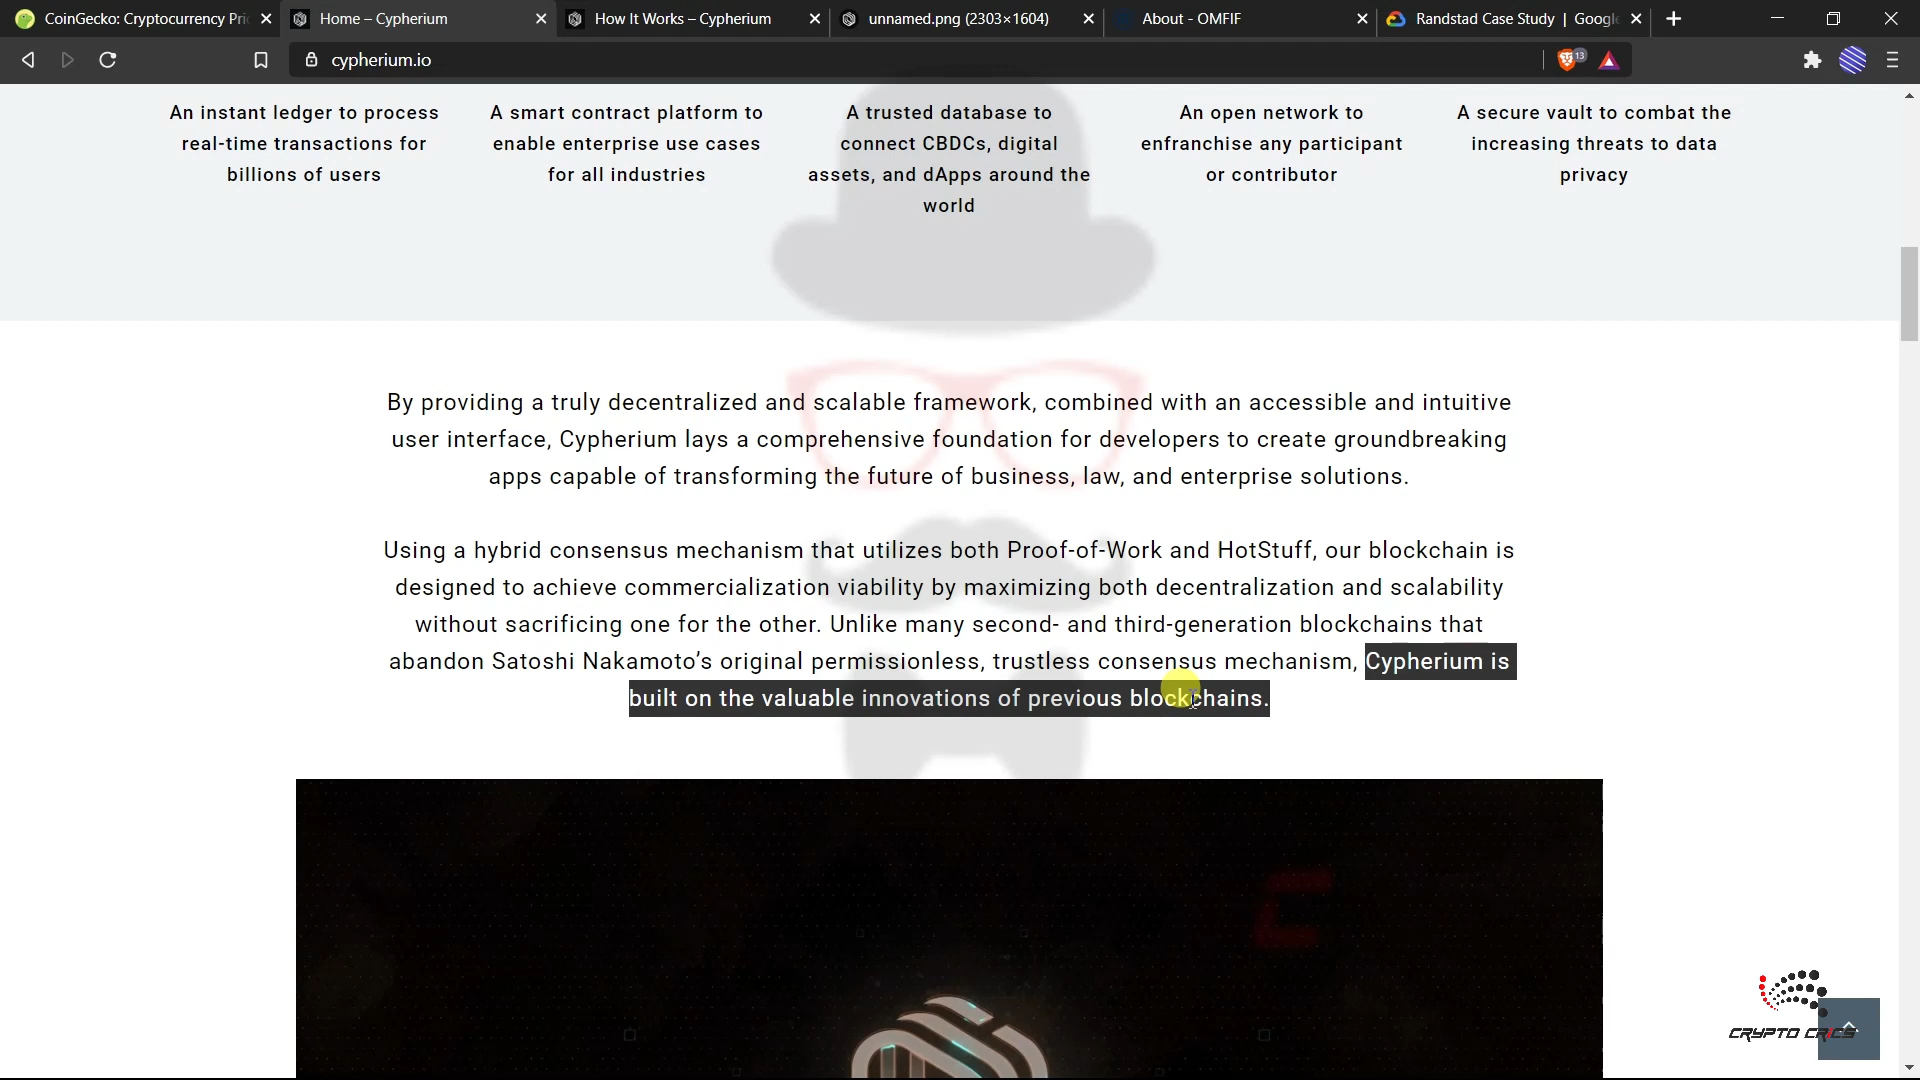 CoinGecko: Cryptocurrency Pri
Home – Cypherium
How It Works – Cypherium
unnamed.png (2303×1604)
About - OMFIF
Randstad Case Study | Googl
cypherium.io
13
An instant ledger to process
real-time transactions for
billions of users
A smart contract platform to
enable enterprise use cases
for all industries
A trusted database to
connect CBDCs, digital
assets, and dApps around the
world
An open network to
enfranchise any participant
or contributor
A secure vault to combat the
increasing threats to data
privacy
By providing a truly decentralized and scalable framework, combined with an accessible and intuitive
user interface, Cypherium lays a comprehensive foundation for developers to create groundbreaking
apps capable of transforming the future of business, law, and enterprise solutions.
Using a hybrid consensus mechanism that utilizes both Proof-of-Work and HotStuff, our blockchain is
designed to achieve commercialization viability by maximizing both decentralization and scalability
without sacrificing one for the other. Unlike many second- and third-generation blockchains that
abandon Satoshi Nakamoto’s original permissionless, trustless consensus mechanism, Cypherium is
built on the valuable innovations of previous blockchains.
CRYPTO CRICS